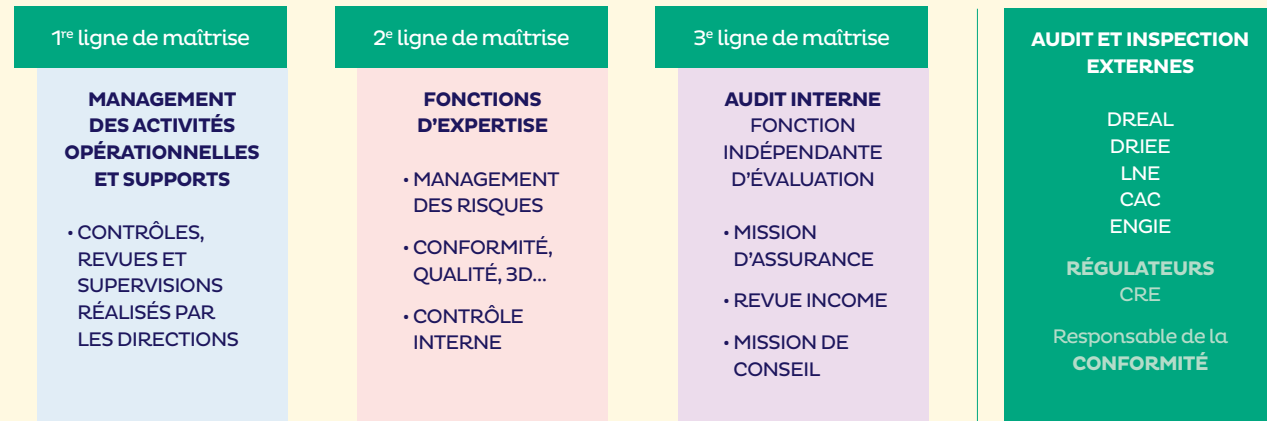 1re ligne de maîtrise
MANAGEMENT
DES ACTIVITÉS
OPÉRATIONNELLES
ET SUPPORTS
• CONTRÔLES,
REVUES ET
SUPERVISIONS
RÉALISÉS PAR
LES DIRECTIONS
2e ligne de maîtrise
FONCTIONS
D'EXPERTISE
• MANAGEMENT
DES RISQUES
• CONFORMITÉ,
QUALITÉ, 3D...
• CONTRÔLE
INTERNE
3e ligne de maîtrise
AUDIT INTERNE
FONCTION
INDÉPENDANTE
D'ÉVALUATION
• MISSION
D'ASSURANCE
• REVUE INCOME
• MISSION DE
CONSEIL
AUDIT ET INSPECTION
EXTERNES
DREAL
DRIEE
LNE
CAC
ENGIE
RÉGULATEURS
CRE
Responsable de la
CONFORMITÉ